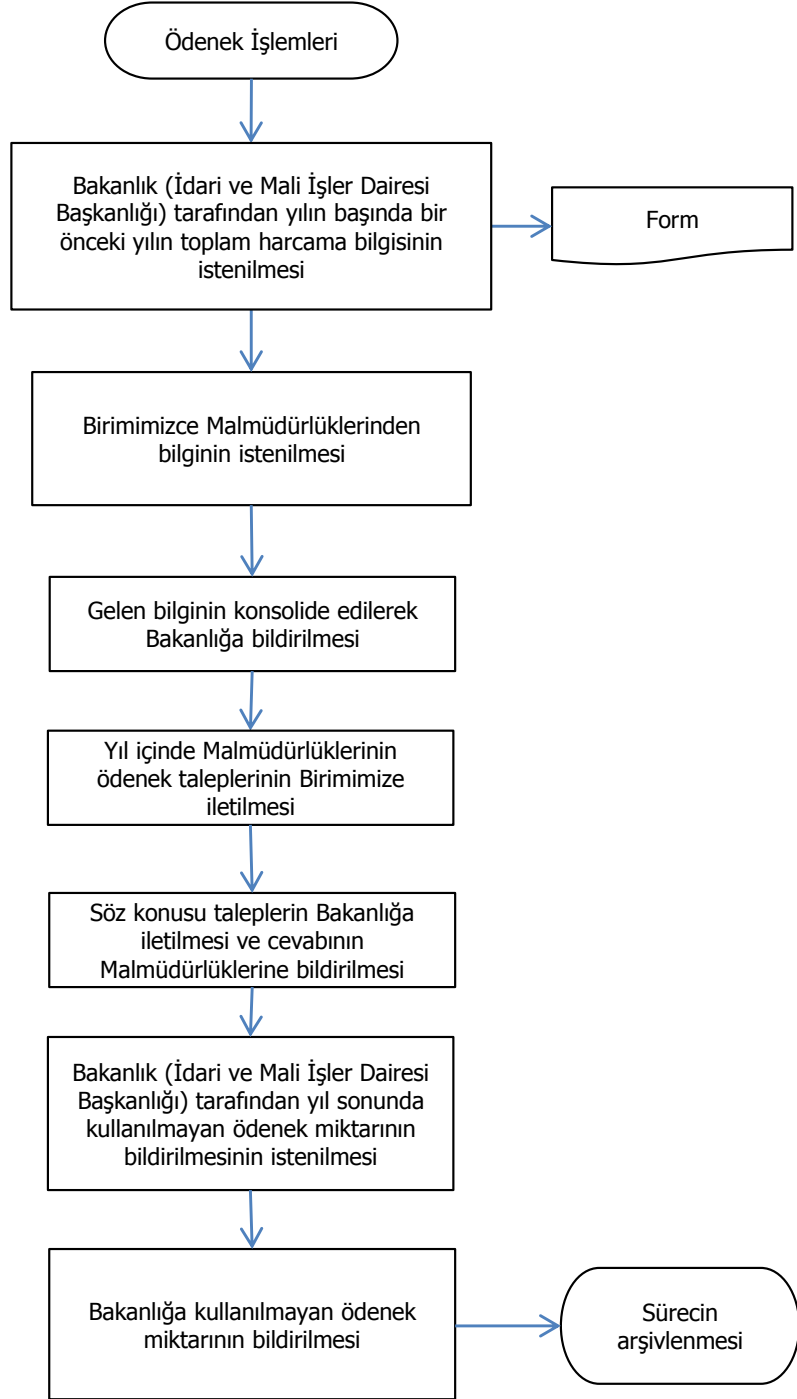 Ödenek İşlemleri
Bakanlık (İdari ve Mali İşler Dairesi
Başkanlığı) tarafından yılın başında bir
önceki yılın toplam harcama bilgisinin
istenilmesi
Form
Birimimizce Malmüdürlüklerinden
bilginin istenilmesi
Gelen bilginin konsolide edilerek
Bakanlığa bildirilmesi
Yıl içinde Malmüdürlüklerinin
ödenek taleplerinin Birimimize
iletilmesi
Söz konusu taleplerin Bakanlığa
iletilmesi ve cevabının
Malmüdürlüklerine bildirilmesi
Bakanlık (İdari ve Mali İşler Dairesi
Başkanlığı) tarafından yıl sonunda
kullanılmayan ödenek miktarının
bildirilmesinin istenilmesi
Bakanlığa kullanılmayan ödenek
miktarının bildirilmesi
Sürecin
arşivlenmesi